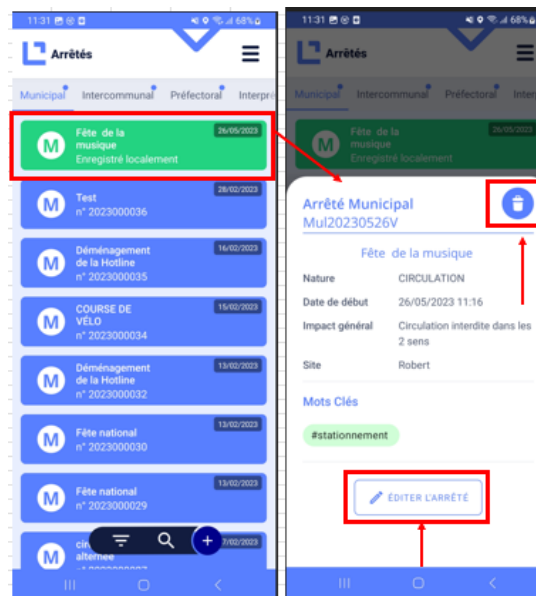 11:31
68%
Arrêtés
Municipal Intercommunal Préfectoral Interpré
M
Fête de la
musique
Enregistré localement
26/05/2023
M
Test
n° 2023000036
28/02/2023
M
Déménagement
de la Hotline
n° 2023000035
16/02/2023
M
COURSE DE
VÉLO
n° 2023000034
15/02/2023
M
Déménagement
de la Hotline
n° 2023000032
13/02/2023
M
Fête national
n° 2023000030
13/02/2023
M
Fête national
n° 2023000029
13/02/2023
M
altemée
7/02/2023
11:31
68%
Arrêtés
Municipal Intercommunal Préfectoral Inter
M
Fête de la
musique
Enregistré localement
26/05/2023
Arrêté Municipal
Mul20230526V
Fête de la musique
Nature CIRCULATION
Date de début 26/05/2023 11:16
Impact général Circulation interdite dans les
2 sens
Site Robert
Mots Clés
#stationnement
ÉDITER L'ARRÊTÉ